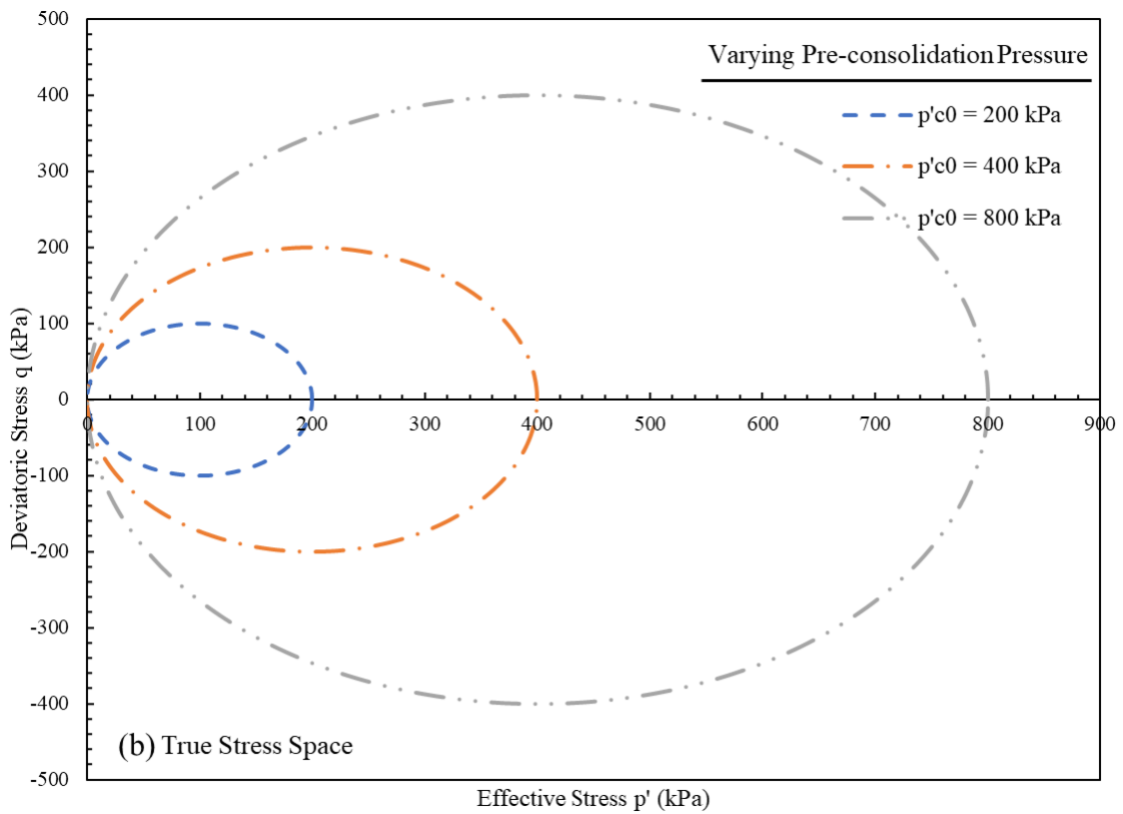 500
400
300
200
100
0
-100
-200
-300
-400
-500
Deviatoric Stress q (kPa)
Varying Pre-consolidation Pressure
p'c0 = 200 kPa
p'c0 = 400 kPa
p'c0 = 800 kPa
0 100 200 300 400 500 600 700 800 900
(b) True Stress Space
Effective Stress p' (kPa)